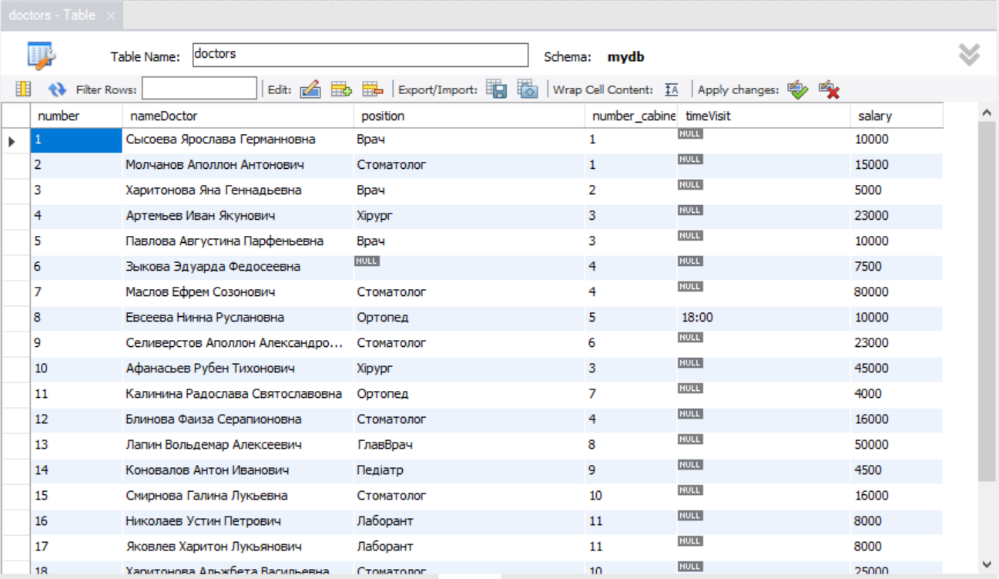 doctors - Table ×
Table Name: doctors Schema: mydb
Filter Rows: Edit: Export/Import: Wrap Cell Content: Apply changes:
number nameDoctor position number_cabine timeVisit salary
1 Сысоева Ярослава Германновна Врач 1 NULL 10000
2 Молчанов Аполлон Антонович Стоматолог 1 NULL 15000
3 Харитонова Яна Геннадьевна Врач 2 NULL 5000
4 Артемьев Иван Якунович Хірург 3 NULL 23000
5 Павлова Августина Парфеньевна Врач 3 NULL 10000
6 Зыкова Эдуарда Федосеевна NULL 4 NULL 7500
7 Маслов Ефрем Созонович Стоматолог 4 NULL 80000
8 Евсеева Нинна Руслановна Ортопед 5 18:00 10000
9 Селиверстов Аполлон Александро... Стоматолог 6 NULL 23000
10 Афанасьев Рубен Тихонович Хірург 3 NULL 45000
11 Калинина Радослава Святославовна Ортопед 7 NULL 4000
12 Блинова Фаиза Серапионовна Стоматолог 4 NULL 16000
13 Лапин Вольдемар Алексеевич ГлавВрач 8 NULL 50000
14 Коновалов Антон Иванович Педіатр 9 NULL 4500
15 Смирнова Галина Лукьевна Стоматолог 10 NULL 16000
16 Николаев Устин Петрович Лаборант 11 NULL 8000
17 Яковлев Харитон Лукьянович Лаборант 11 NULL 8000
18 Харитонова Альжбета Васильевна Стоматолог 10 NULL 25000